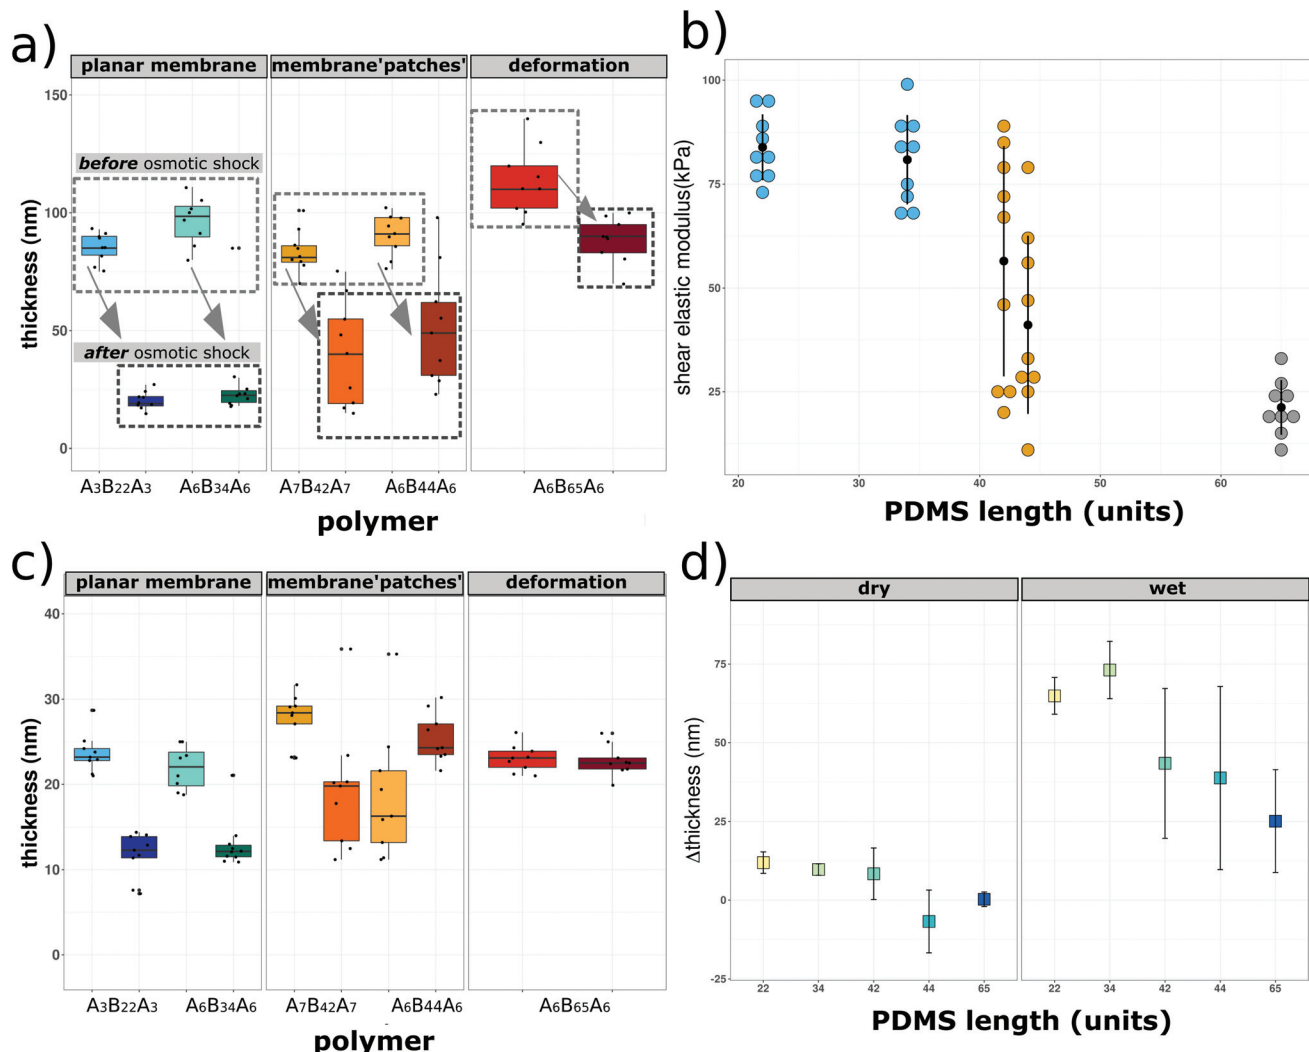 a)
planar membrane
membrane'patches'
deformation
150
100
50
0
thickness (nm)
before osmotic shock
after osmotic shock
A3B22A3
A6B34A6
A7B42A7
A6B44A6
A6B65A6
polymer
b)
100
75
50
25
shear elastic modulus(kPa)
20
30
40
50
60
PDMS length (units)
c)
planar membrane
membrane'patches'
deformation
40
30
20
10
0
thickness (nm)
A3B22A3
A6B34A6
A7B42A7
A6B44A6
A6B65A6
polymer
d)
dry
wet
75
50
25
0
-25
Δthickness (nm)
22
34
42
44
65
22
34
42
44
65
PDMS length (units)